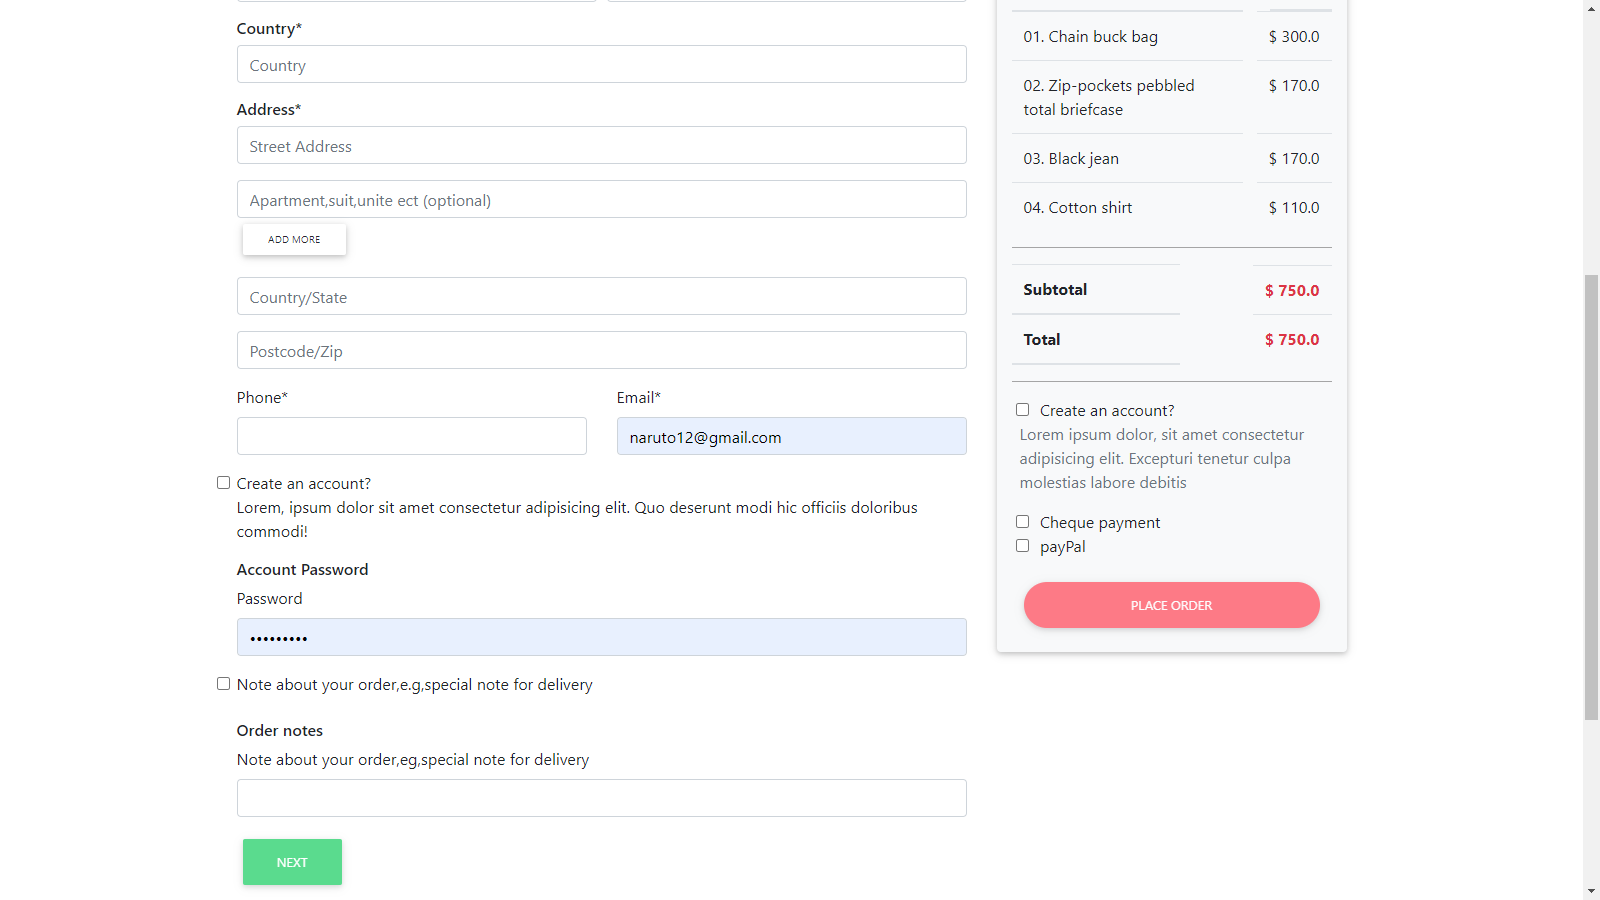 Country*
Country
Address*
Street Address
Apartment,suit,unite ect (optional)
ADD MORE
Country/State
Postcode/Zip
Phone*
Email*
naruto12@gmail.com
Create an account?
Lorem, ipsum dolor sit amet consectetur adipisicing elit. Quo deserunt modi hic officiis doloribus
commodi!
Account Password
Password
•••••••••
Note about your order,e.g,special note for delivery
Order notes
Note about your order,eg,special note for delivery
NEXT
01. Chain buck bag $ 300.0
02. Zip-pockets pebbled $ 170.0
total briefcase
03. Black jean $ 170.0
04. Cotton shirt $ 110.0
Subtotal $ 750.0
Total $ 750.0
Create an account?
Lorem ipsum dolor, sit amet consectetur
adipisicing elit. Excepturi tenetur culpa
molestias labore debitis
Cheque payment
payPal
PLACE ORDER